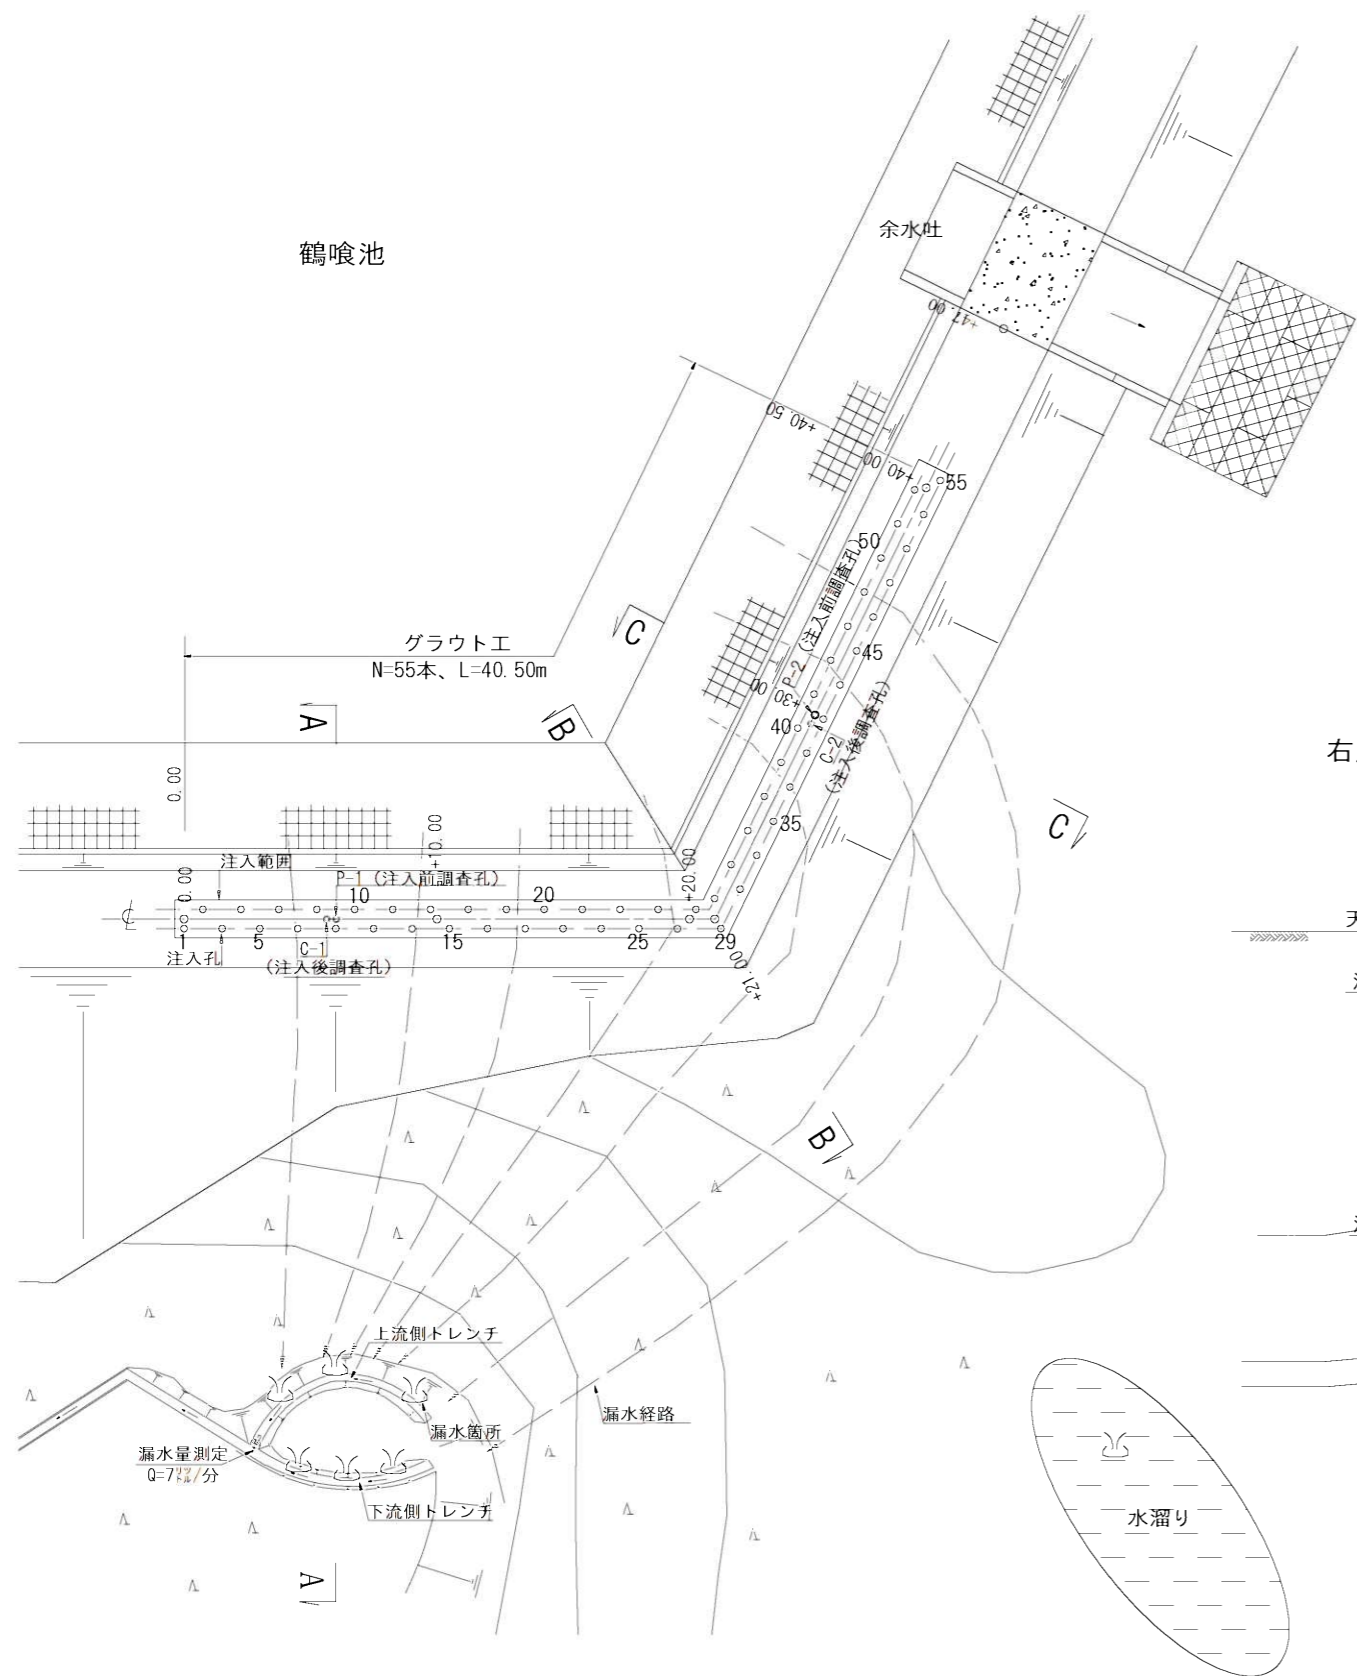 鶴喰池
余水吐
+47.00
+40.50
+40.00
55
50
P-2 (注入前調査孔)
グラウト工
N=55本、L=40.50m
C
45
+30.00
A
B
40
C-2
(注入後調査孔)
右
0.00
C
35
+10.00
注入範囲
0.00
P-1 (注入前調査孔)
+20.00
10
20
℄
1
5
15
25
29
注入孔
C-1
(注入後調査孔)
+21.00
天
B
上流側トレンチ
漏水経路
漏水箇所
漏水量測定
Q=7㍑/分
下流側トレンチ
水溜り
A